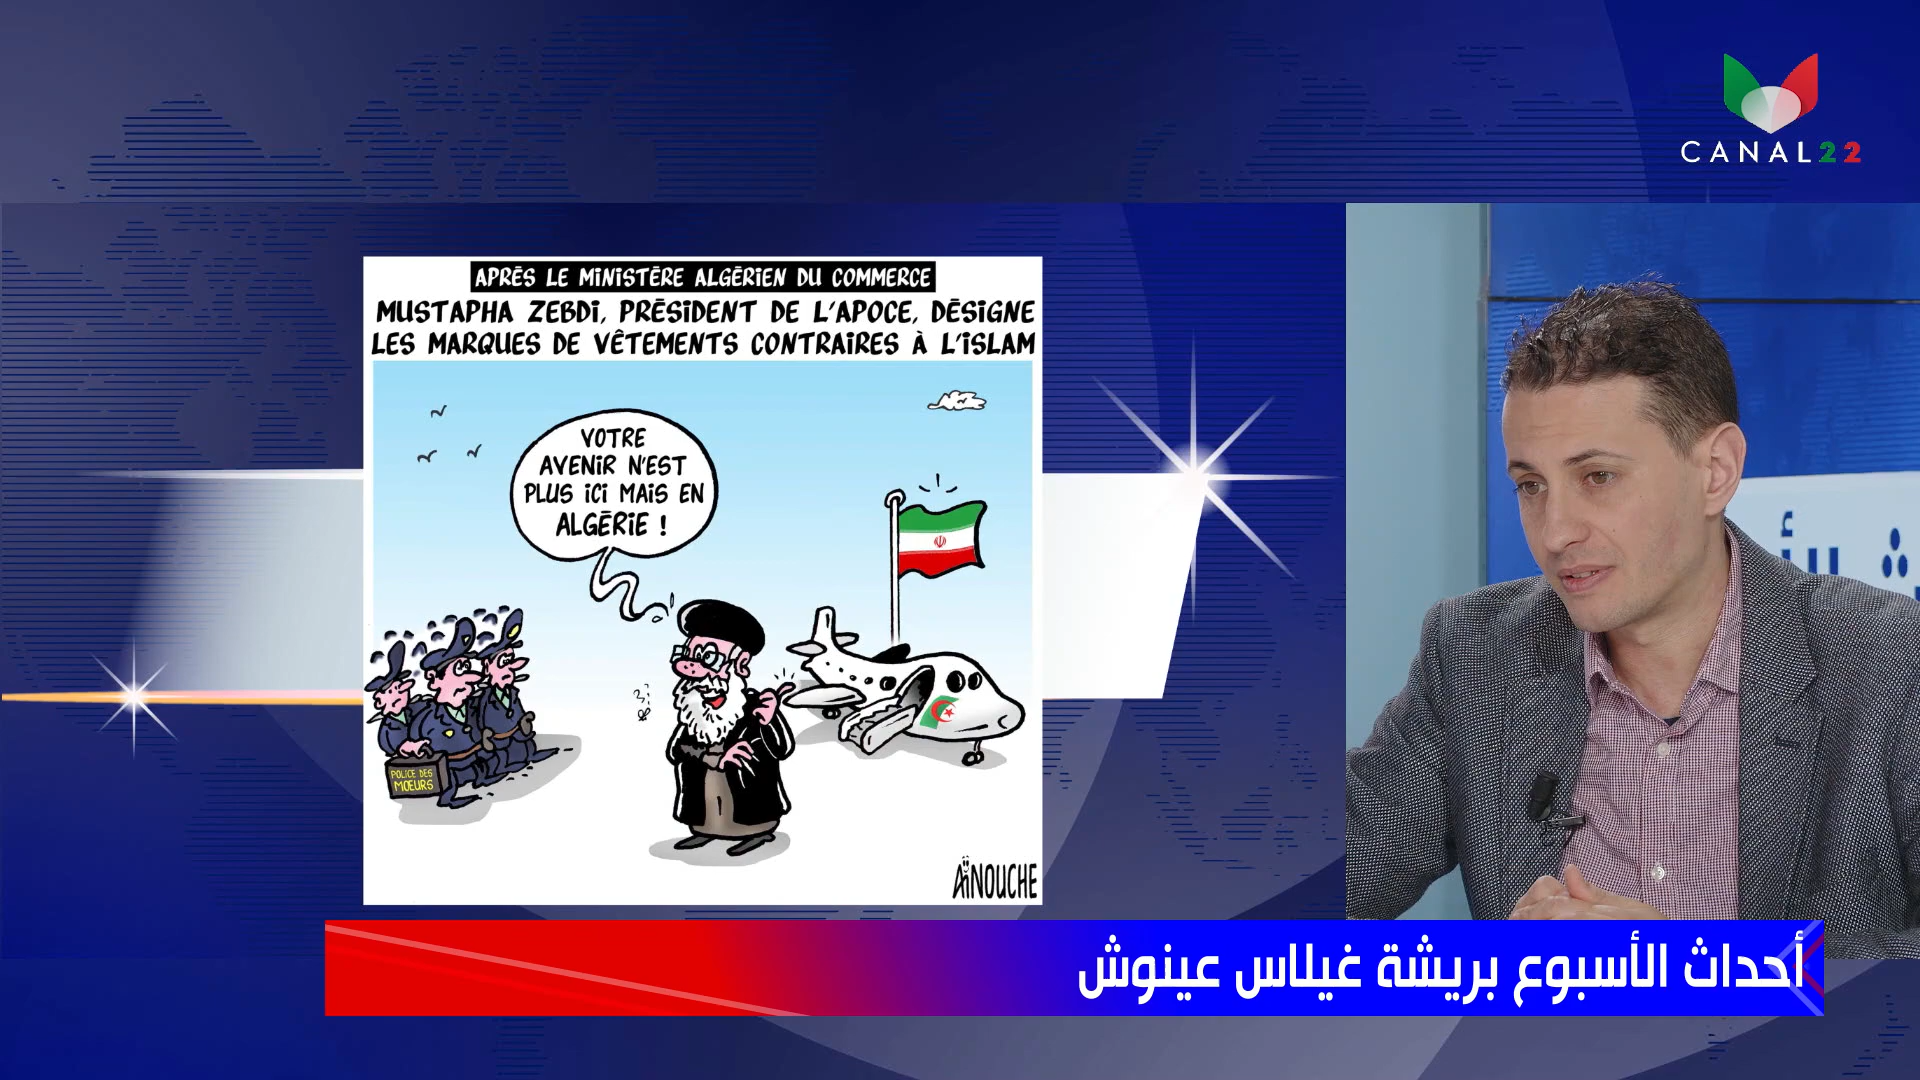 CANAL22
APRÈS LE MINISTÈRE ALGÉRIEN DU COMMERCE
MUSTAPHA ZEBDI, PRÉSIDENT DE L'APOCE, DÉSIGNE
LES MARQUES DE VÊTEMENTS CONTRAIRES À L'ISLAM
VOTRE
AVENIR N'EST
PLUS ICI MAIS EN
ALGÉRIE !
POLICE DES
MŒURS
AÏNOUCHE
أحداث الأسبوع بريشة غيلاس عينوش